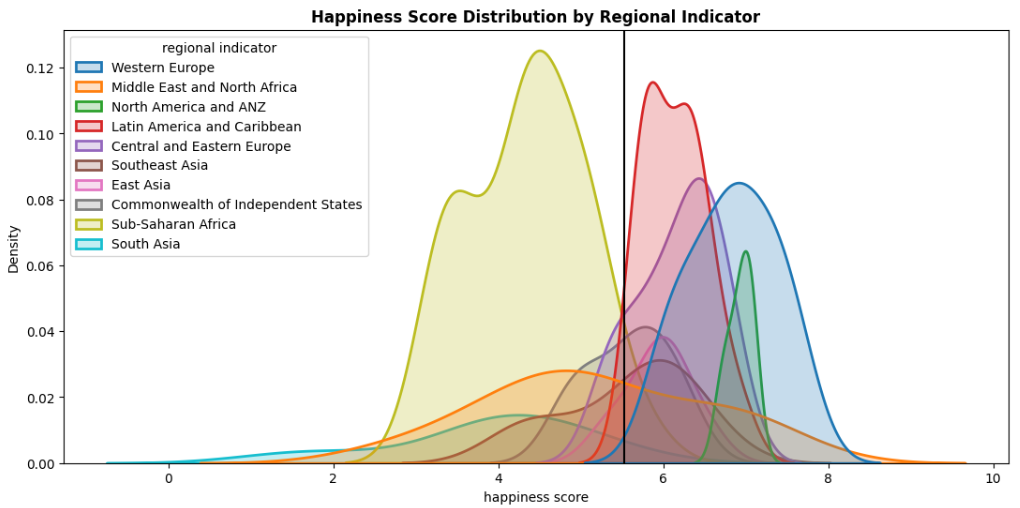 Happiness Score Distribution by Regional Indicator
regional indicator
Western Europe
Middle East and North Africa
North America and ANZ
Latin America and Caribbean
Central and Eastern Europe
Southeast Asia
East Asia
Commonwealth of Independent States
Sub-Saharan Africa
South Asia
Density
0.12
0.10
0.08
0.06
0.04
0.02
0.00
0 2 4 6 8 10
happiness score